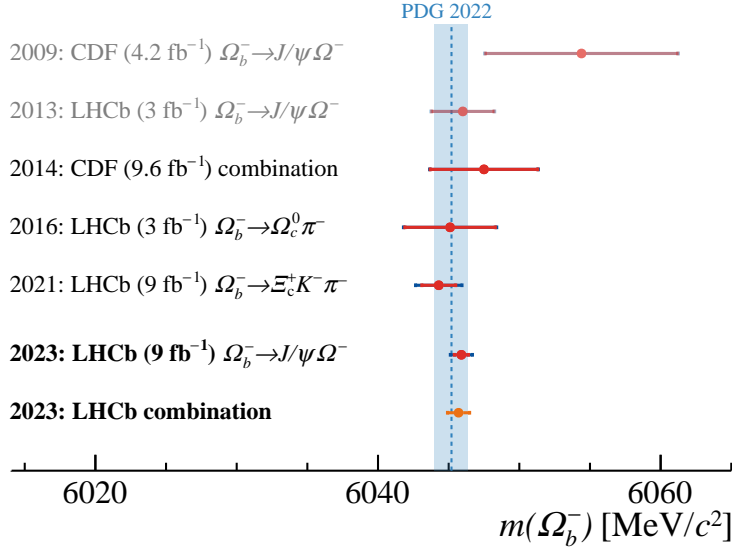 PDG 2022
2009: CDF (4.2 fb⁻¹) Ω_b⁻→J/ψΩ⁻
2013: LHCb (3 fb⁻¹) Ω_b⁻→J/ψΩ⁻
2014: CDF (9.6 fb⁻¹) combination
2016: LHCb (3 fb⁻¹) Ω_b⁻→Ω_c⁰π⁻
2021: LHCb (9 fb⁻¹) Ω_b⁻→Ξ_c⁺K⁻π⁻
2023: LHCb (9 fb⁻¹) Ω_b⁻→J/ψΩ⁻
2023: LHCb combination
6020 6040 6060
m(Ω_b⁻) [MeV/c²]